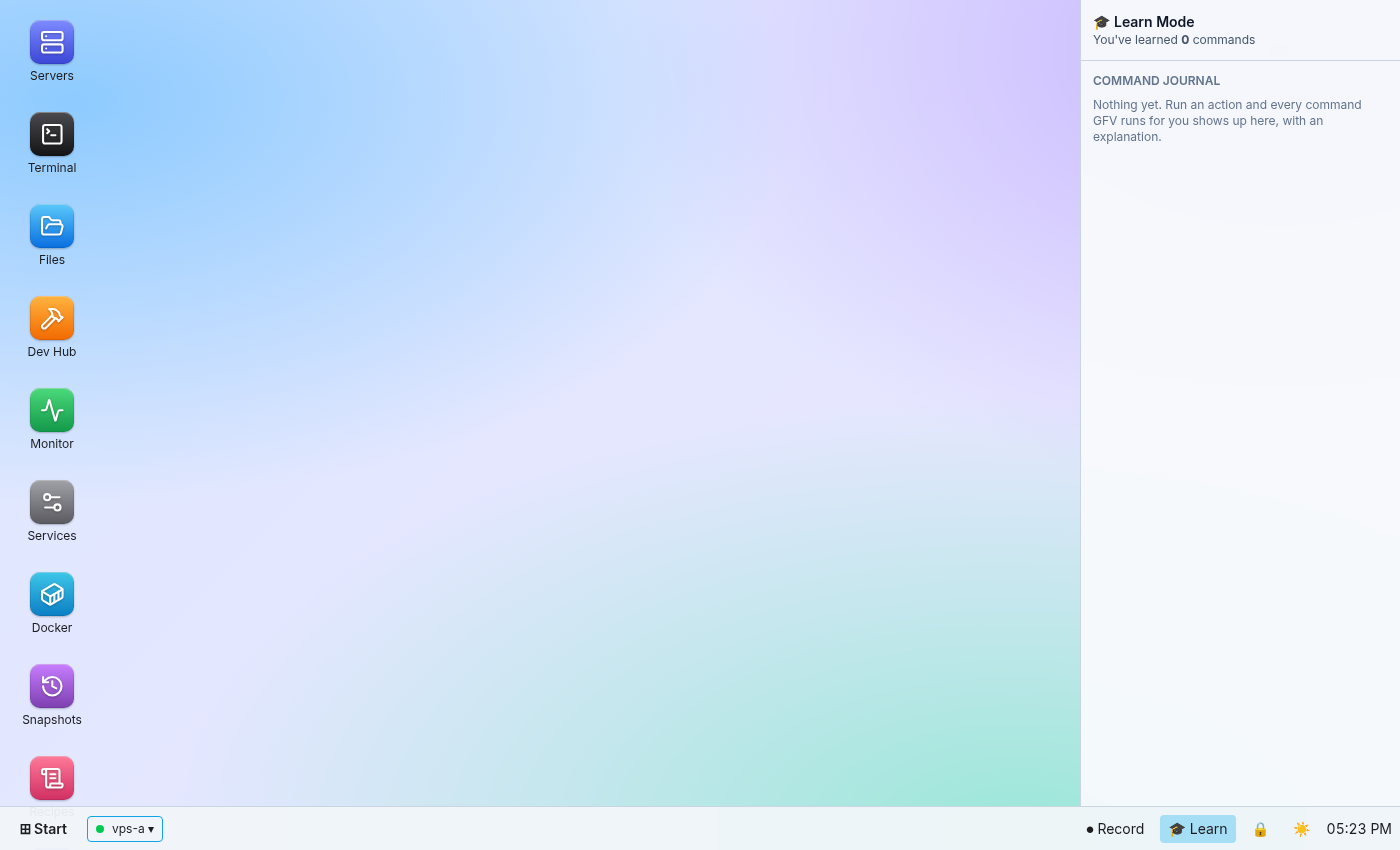 Servers
Terminal
Files
Dev Hub
Monitor
Services
Docker
Snapshots
Recipes
🎓 Learn Mode
You've learned 0 commands
COMMAND JOURNAL
Nothing yet. Run an action and every command
GFV runs for you shows up here, with an
explanation.
⊞ Start
vps-a ▾
● Record
🎓 Learn
05:23 PM